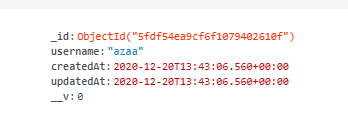 _id: ObjectId("5fdf54ea9cf6f1079402610f")
username: "azaa"
createdAt: 2020-12-20T13:43:06.560+00:00
updatedAt: 2020-12-20T13:43:06.560+00:00
__v: 0